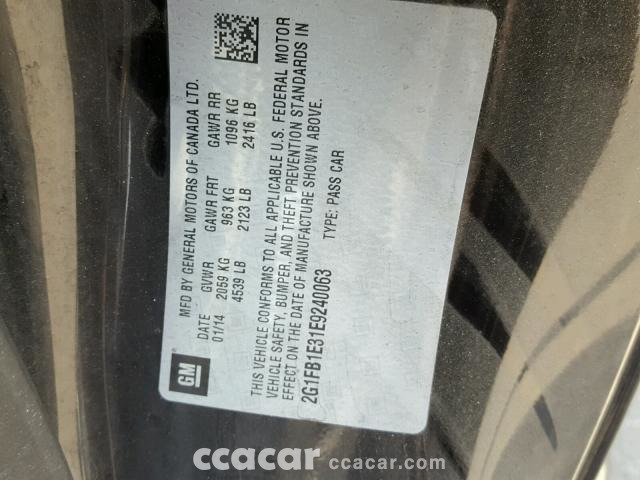 GM
MFD BY GENERAL MOTORS OF CANADA LTD.
DATE GVWR GAWR FRT GAWR RR
01/14 2059 KG 963 KG 1096 KG
4539 LB 2123 LB 2416 LB
THIS VEHICLE CONFORMS TO ALL APPLICABLE U.S. FEDERAL MOTOR
VEHICLE SAFETY, BUMPER, AND THEFT PREVENTION STANDARDS IN
EFFECT ON THE DATE OF MANUFACTURE SHOWN ABOVE.
2G1FB1E31E9240063 TYPE: PASS CAR
ccacar ccacar.com